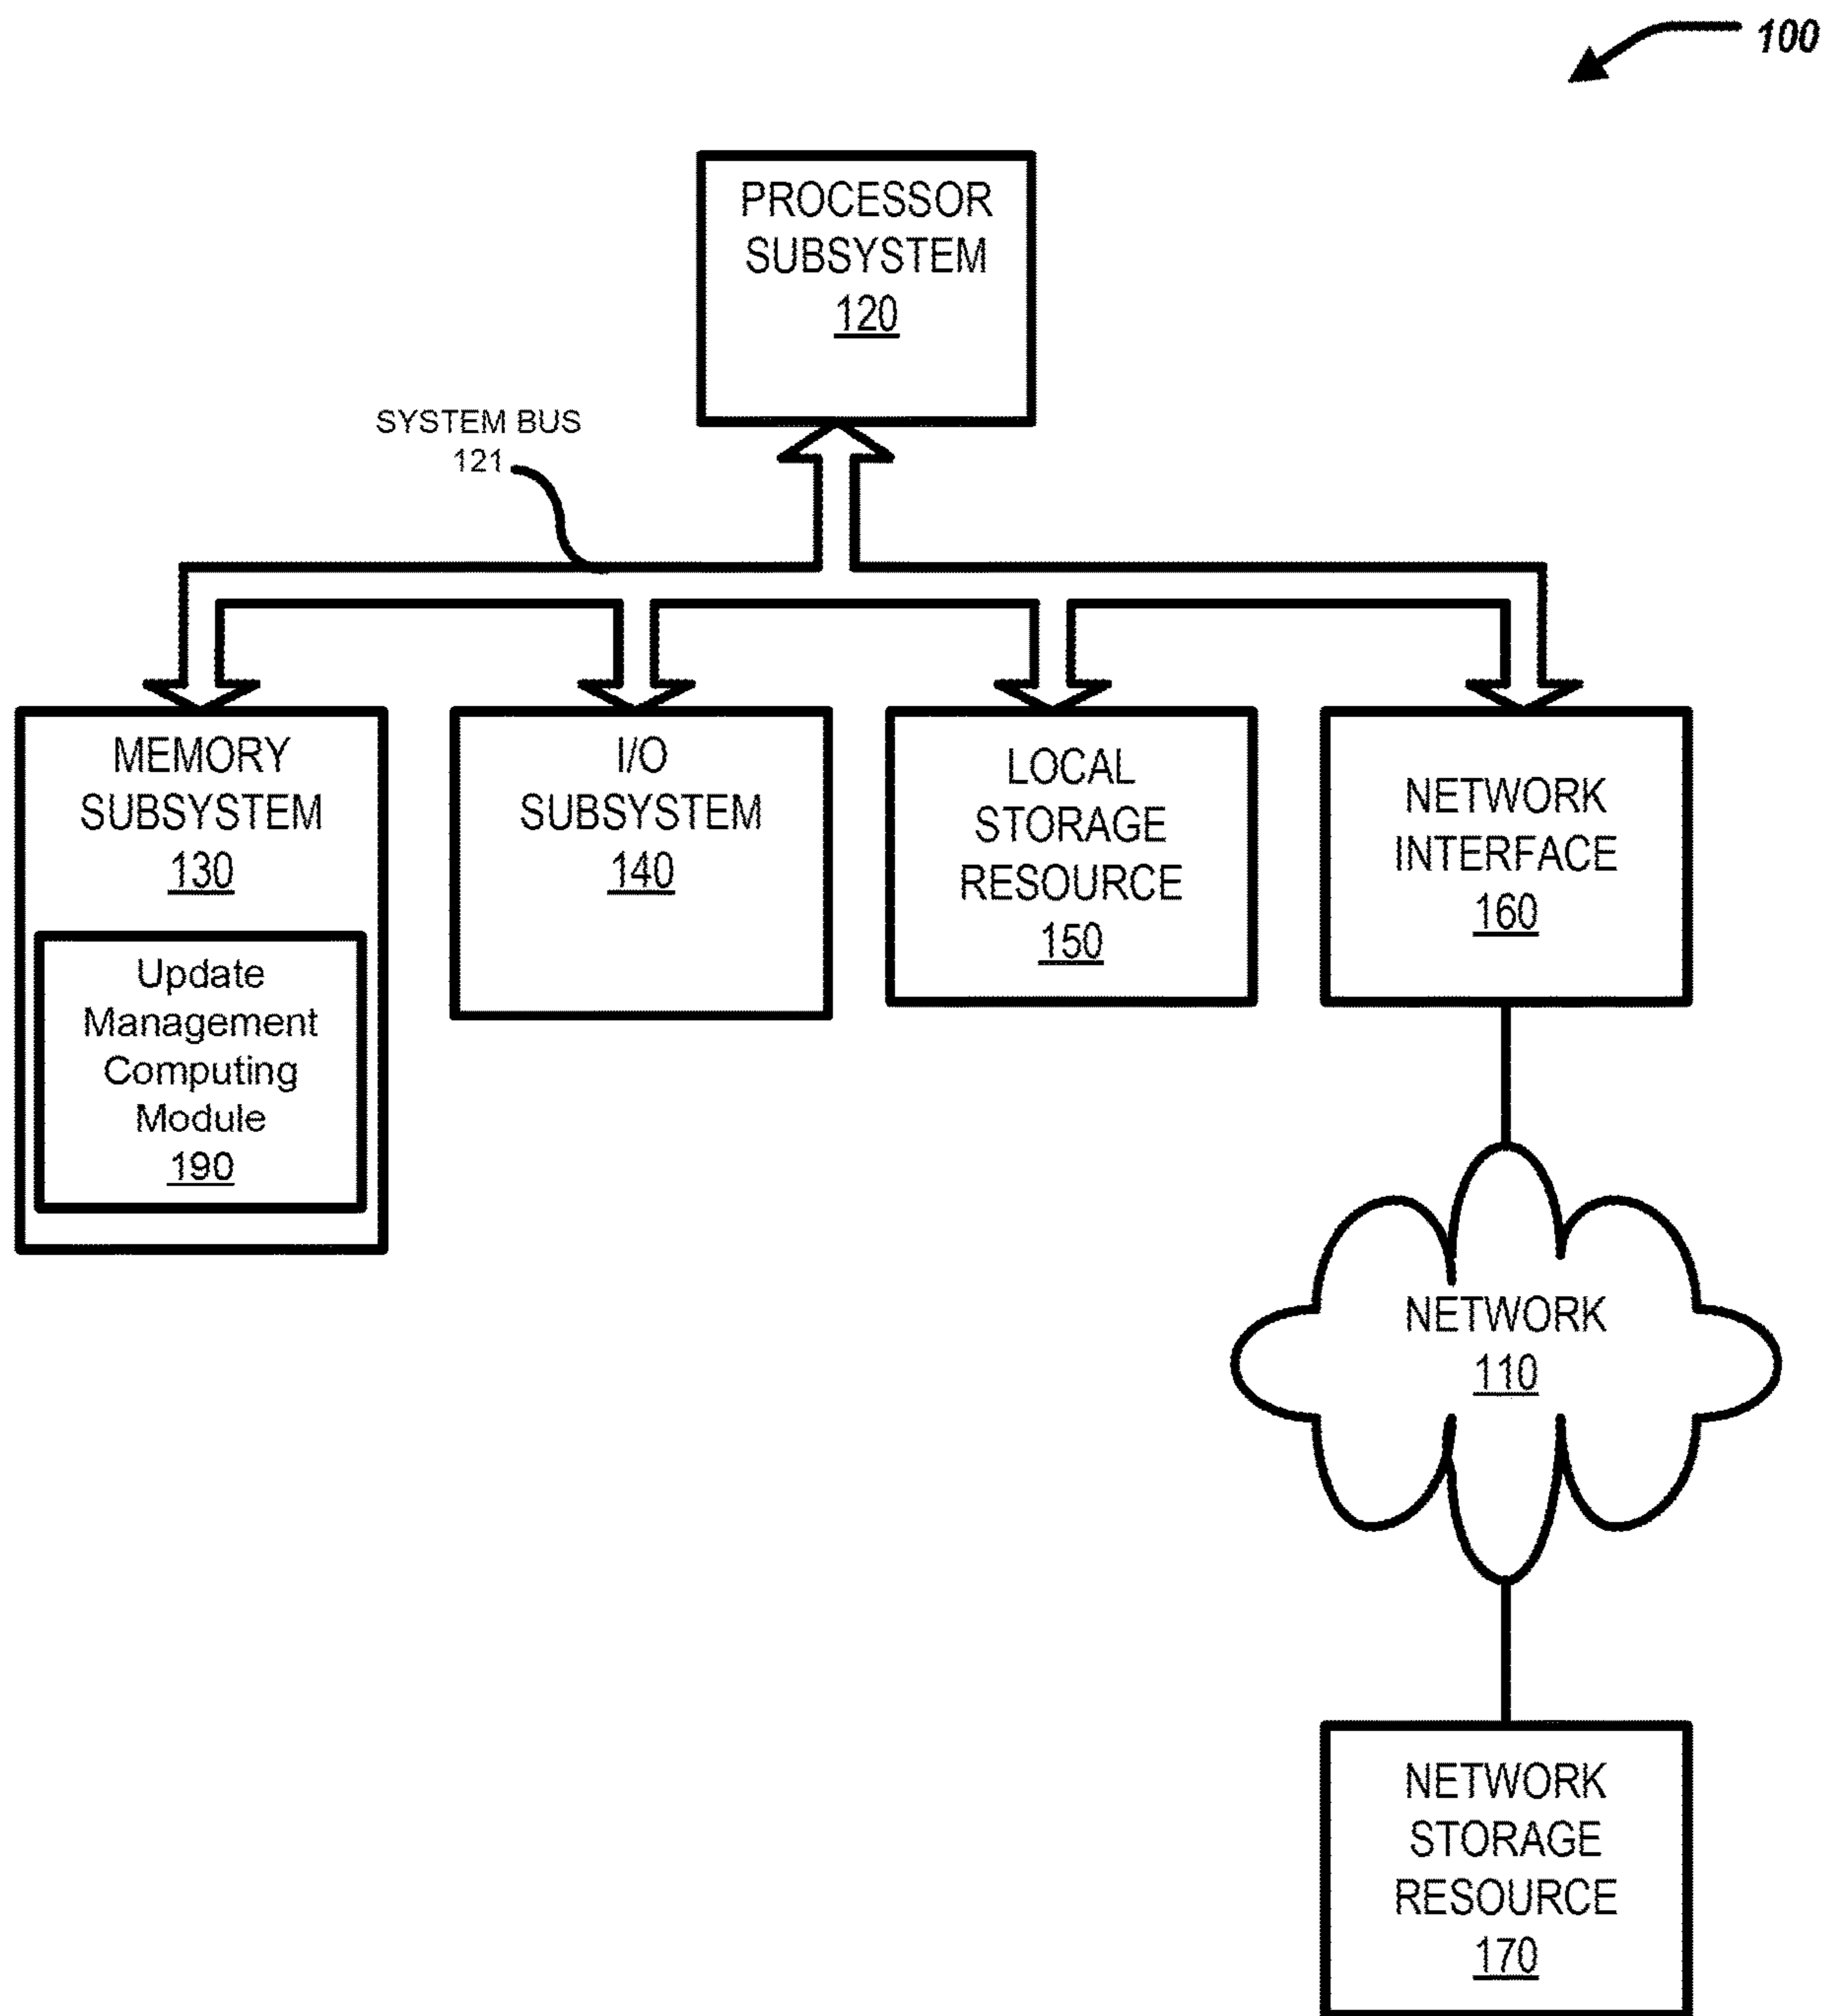 100
PROCESSOR
SUBSYSTEM
120
SYSTEM BUS
121
MEMORY
SUBSYSTEM
130
Update
Management
Computing
Module
190
I/O
SUBSYSTEM
140
LOCAL
STORAGE
RESOURCE
150
NETWORK
INTERFACE
160
NETWORK
110
NETWORK
STORAGE
RESOURCE
170